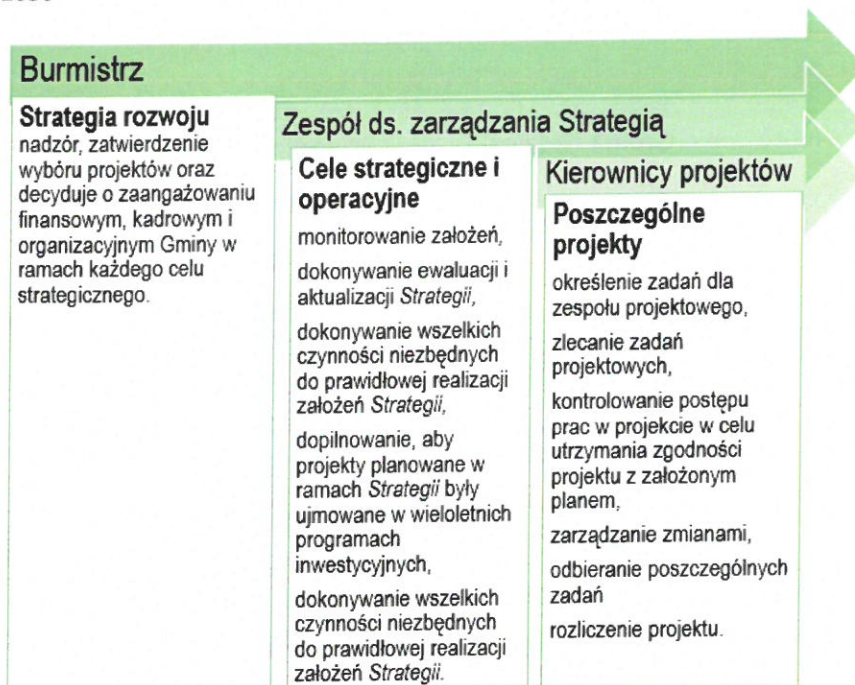 Burmistrz
Strategia rozwoju
nadzór, zatwierdzenie
wyboru projektów oraz
decyduje o zaangażowaniu
finansowym, kadrowym i
organizacyjnym Gminy w
ramach każdego celu
strategicznego.
Zespół ds. zarządzania Strategią
Cele strategiczne i
operacyjne
monitorowanie założeń,
dokonywanie ewaluacji i
aktualizacji Strategii,
dokonywanie wszelkich
czynności niezbędnych
do prawidłowej realizacji
założeń Strategii,
dopilnowanie, aby
projekty planowane w
ramach Strategii były
ujmowane w wieloletnich
programach
inwestycyjnych,
dokonywanie wszelkich
czynności niezbędnych
do prawidłowej realizacji
założeń Strategii.
Kierownicy projektów
Poszczególne
projekty
określenie zadań dla
zespołu projektowego,
zlecanie zadań
projektowych,
kontrolowanie postępu
prac w projekcie w celu
utrzymania zgodności
projektu z założonym
planem,
zarządzanie zmianami,
odbieranie poszczególnych
zadań
rozliczenie projektu.